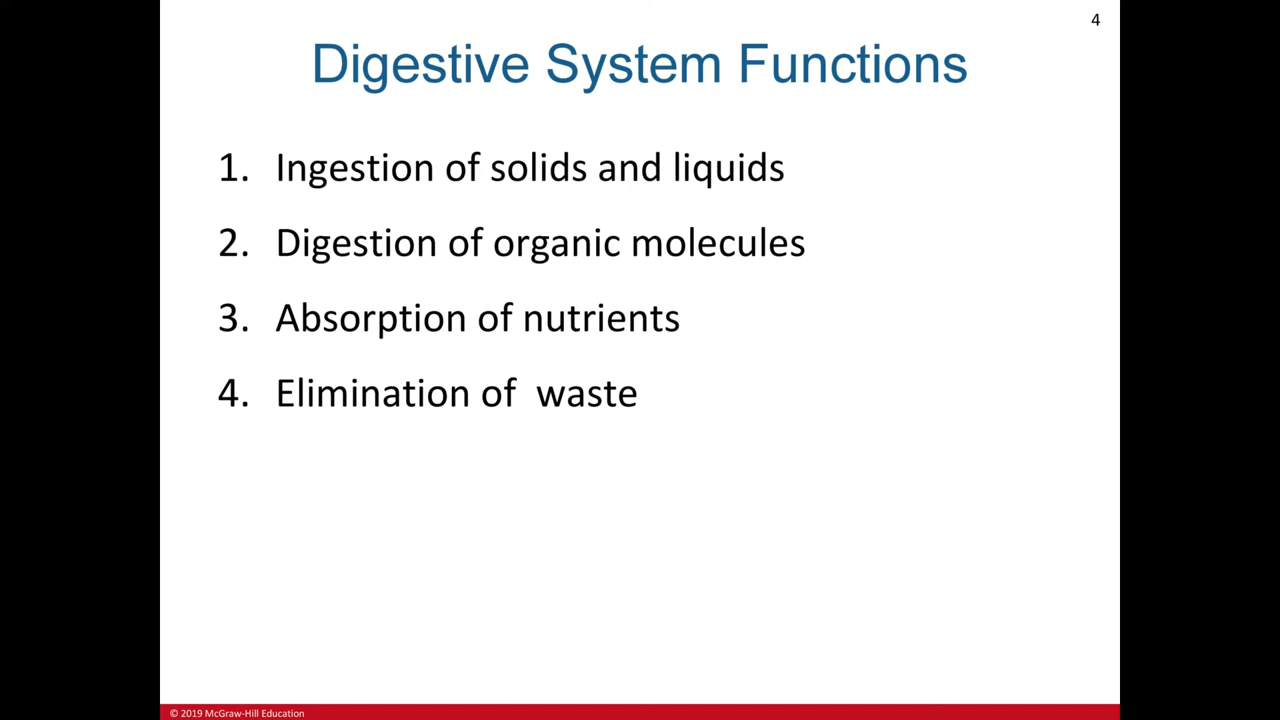 4
Digestive System Functions
1. Ingestion of solids and liquids
2. Digestion of organic molecules
3. Absorption of nutrients
4. Elimination of  waste
© 2019 McGraw-Hill Education